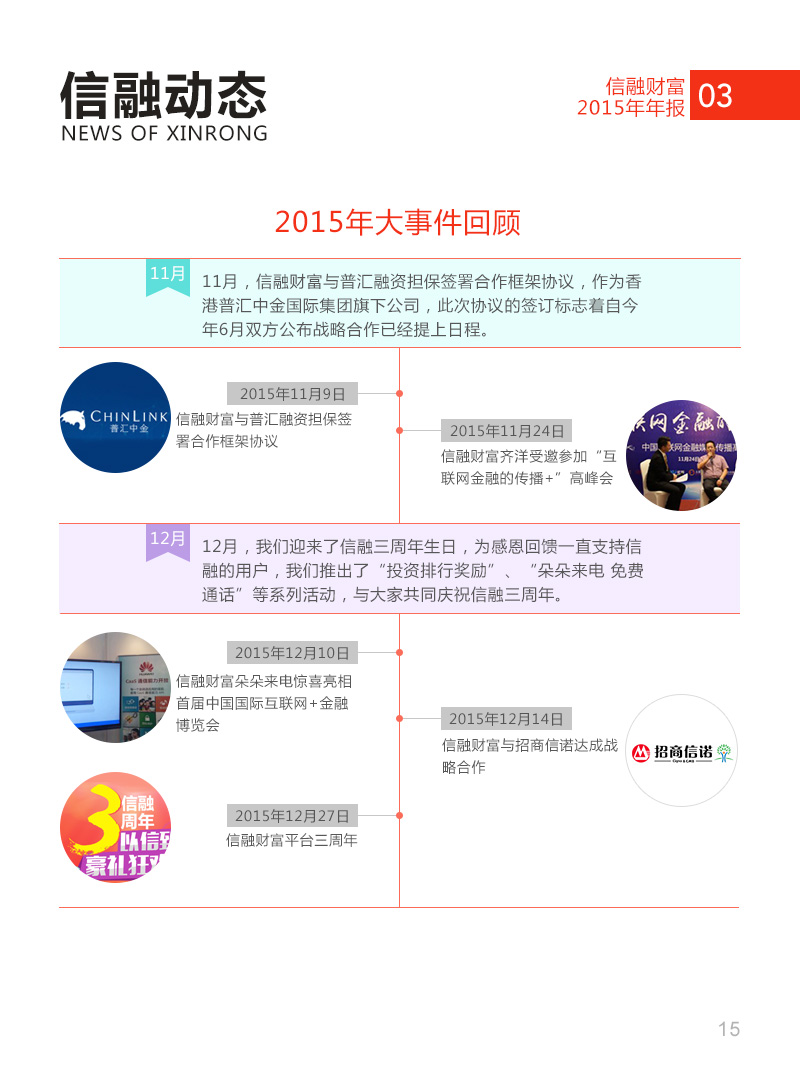 信融动态
NEWS OF XINRONG
信融财富
2015年年报
03
2015年大事件回顾
11月
11月，信融财富与普汇融资担保签署合作框架协议，作为香
港普汇中金国际集团旗下公司，此次协议的签订标志着自今
年6月双方公布战略合作已经提上日程。
CHINLINK
普汇中金
2015年11月9日
信融财富与普汇融资担保签
署合作框架协议
2015年11月24日
信融财富齐洋受邀参加“互
联网金融的传播+”高峰会
联网金融的
11月24日
12月
12月，我们迎来了信融三周年生日，为感恩回馈一直支持信
融的用户，我们推出了“投资排行奖励”、“朵朵来电 免费
通话”等系列活动，与大家共同庆祝信融三周年。
HUAWEI
2015年12月10日
信融财富朵朵来电惊喜亮相
首届中国国际互联网+金融
博览会
2015年12月14日
信融财富与招商信诺达成战
略合作
招商信诺
3
信融
周年
以信到
豪礼狂欢
2015年12月27日
信融财富平台三周年
15